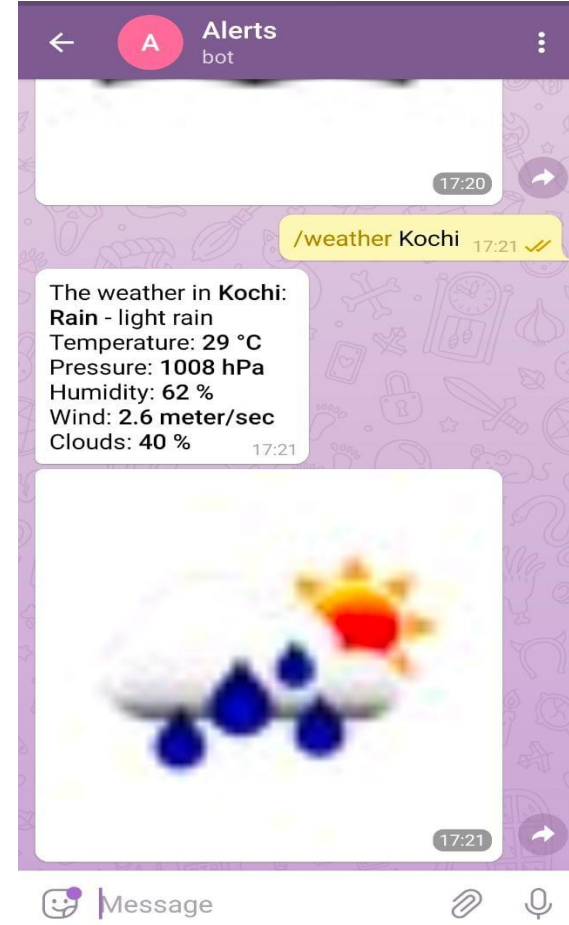 Alerts
A
bot
17:20
/weather Kochi 17:21
The weather in Kochi:
Rain - light rain
Temperature: 29 °C
Pressure: 1008 hPa
Humidity: 62 %
Wind: 2.6 meter/sec
Clouds: 40 %
17:21
17:21
Message